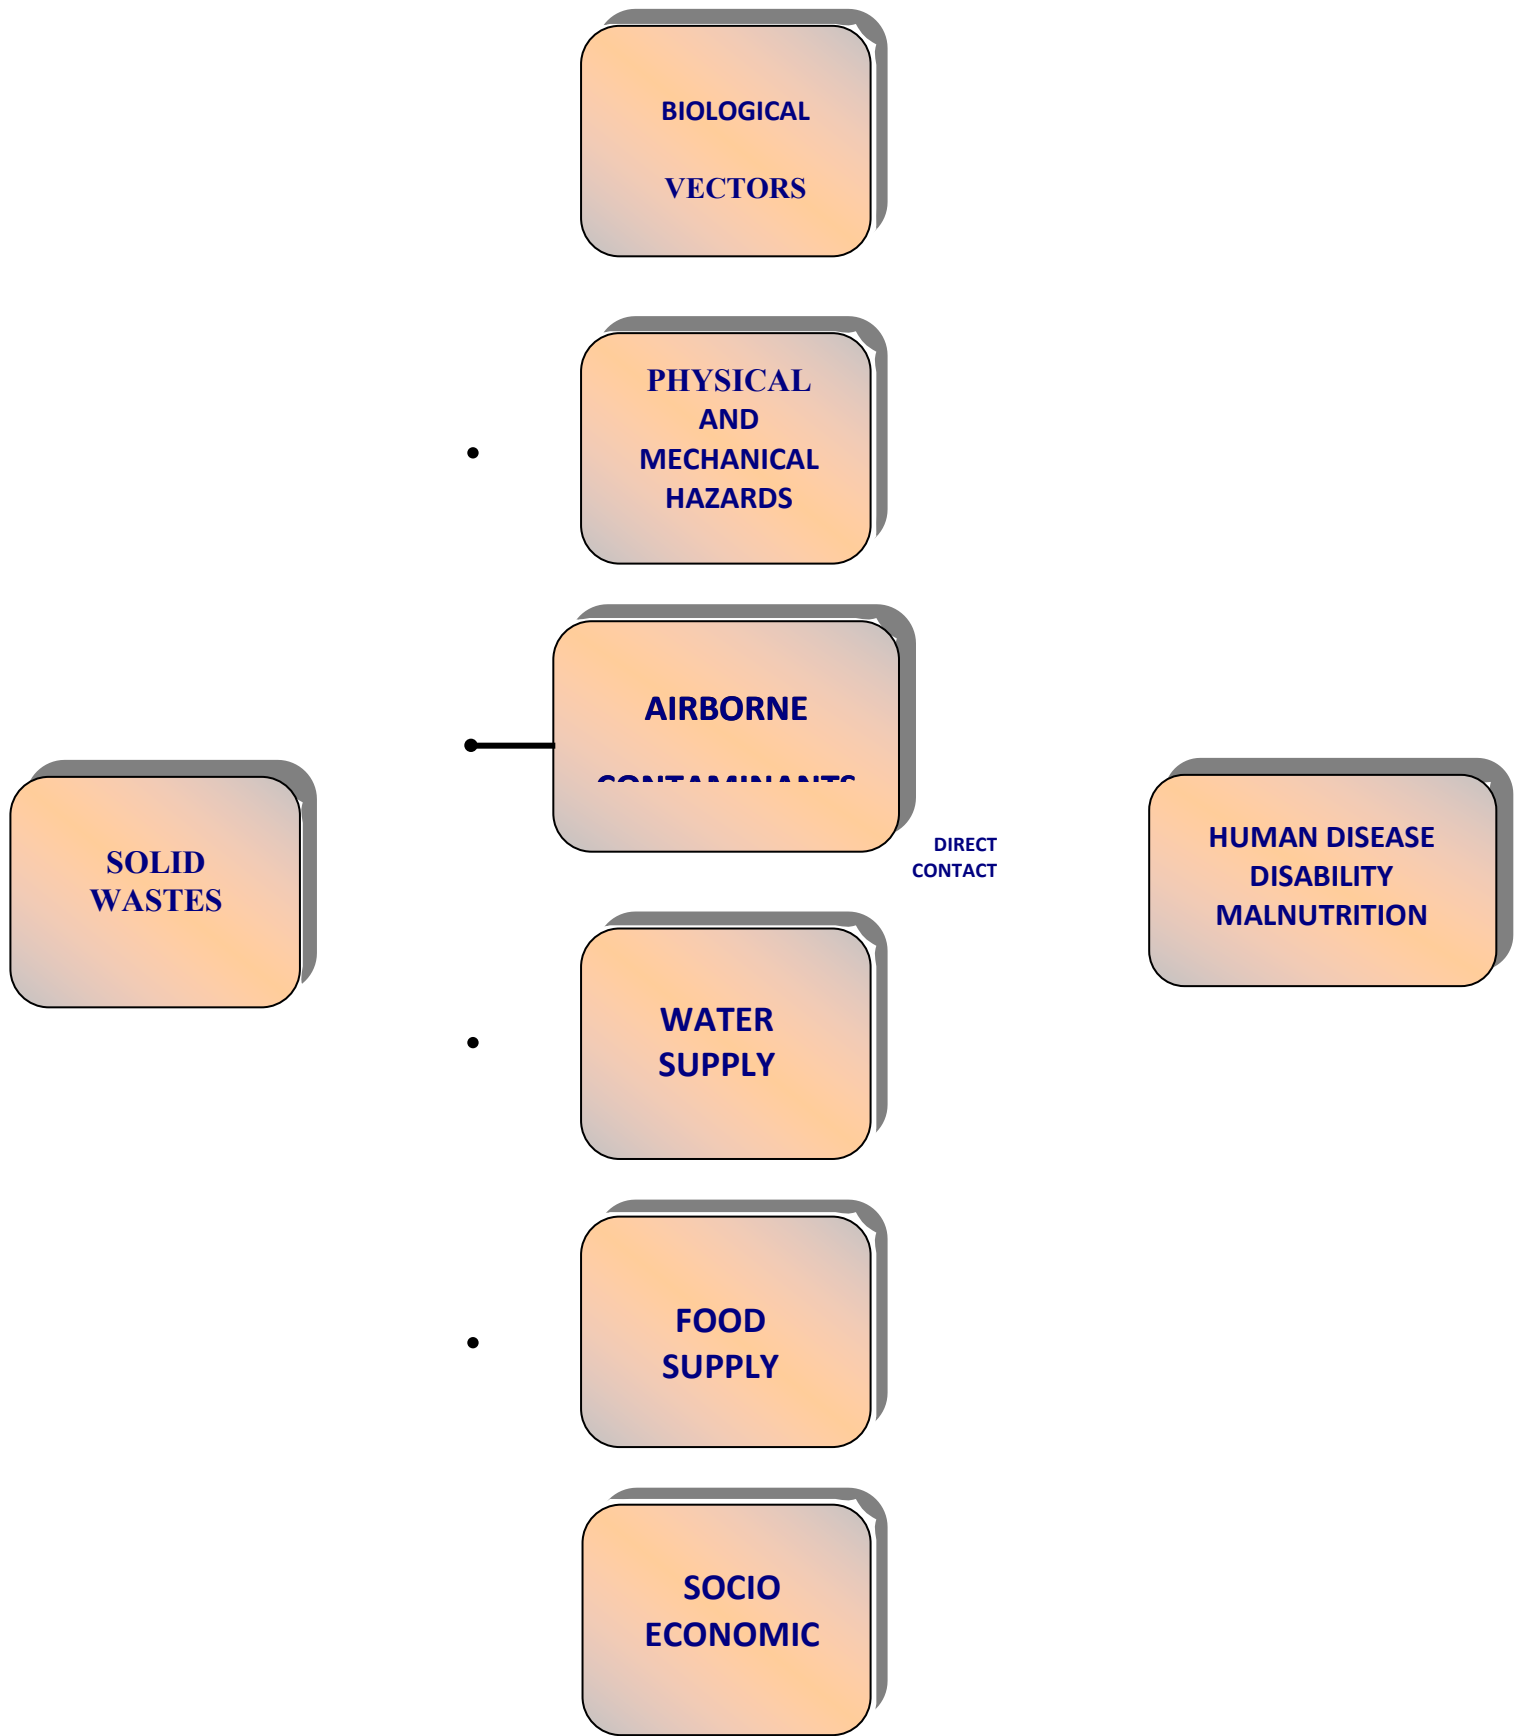 BIOLOGICAL
VECTORS
PHYSICAL
AND
MECHANICAL
HAZARDS
AIRBORNE
CONTAMINANTS
DIRECT
CONTACT
SOLID
WASTES
HUMAN DISEASE
DISABILITY
MALNUTRITION
WATER
SUPPLY
FOOD
SUPPLY
SOCIO
ECONOMIC